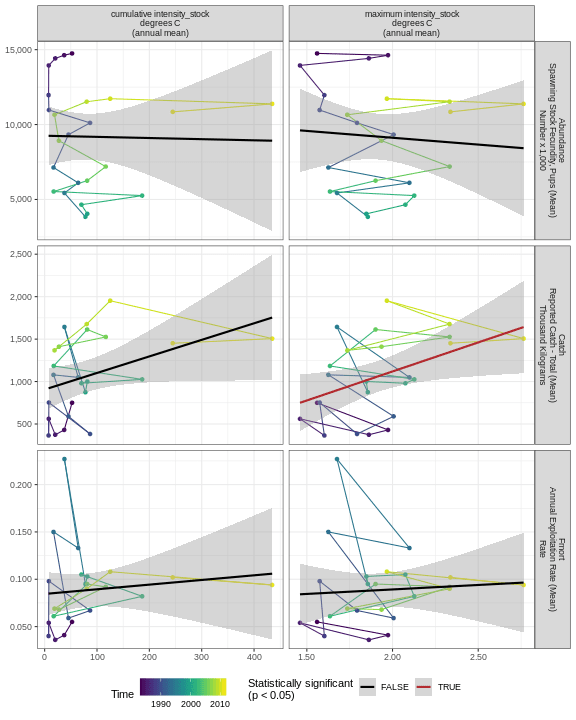 cumulative intensity_stock
degrees C
(annual mean)
maximum intensity_stock
degrees C
(annual mean)
15,000
10,000
5,000
Abundance
Spawning Stock Fecundity, Pups (Mean)
Number x 1,000
2,500
2,000
1,500
1,000
500
Catch
Reported Catch - Total (Mean)
Thousand Kilograms
0.200
0.150
0.100
0.050
Fmort
Annual Exploitation Rate (Mean)
Rate
0 100 200 300 400
1.50 2.00 2.50
Time
1990 2000 2010
Statistically significant
(p < 0.05)
FALSE
TRUE